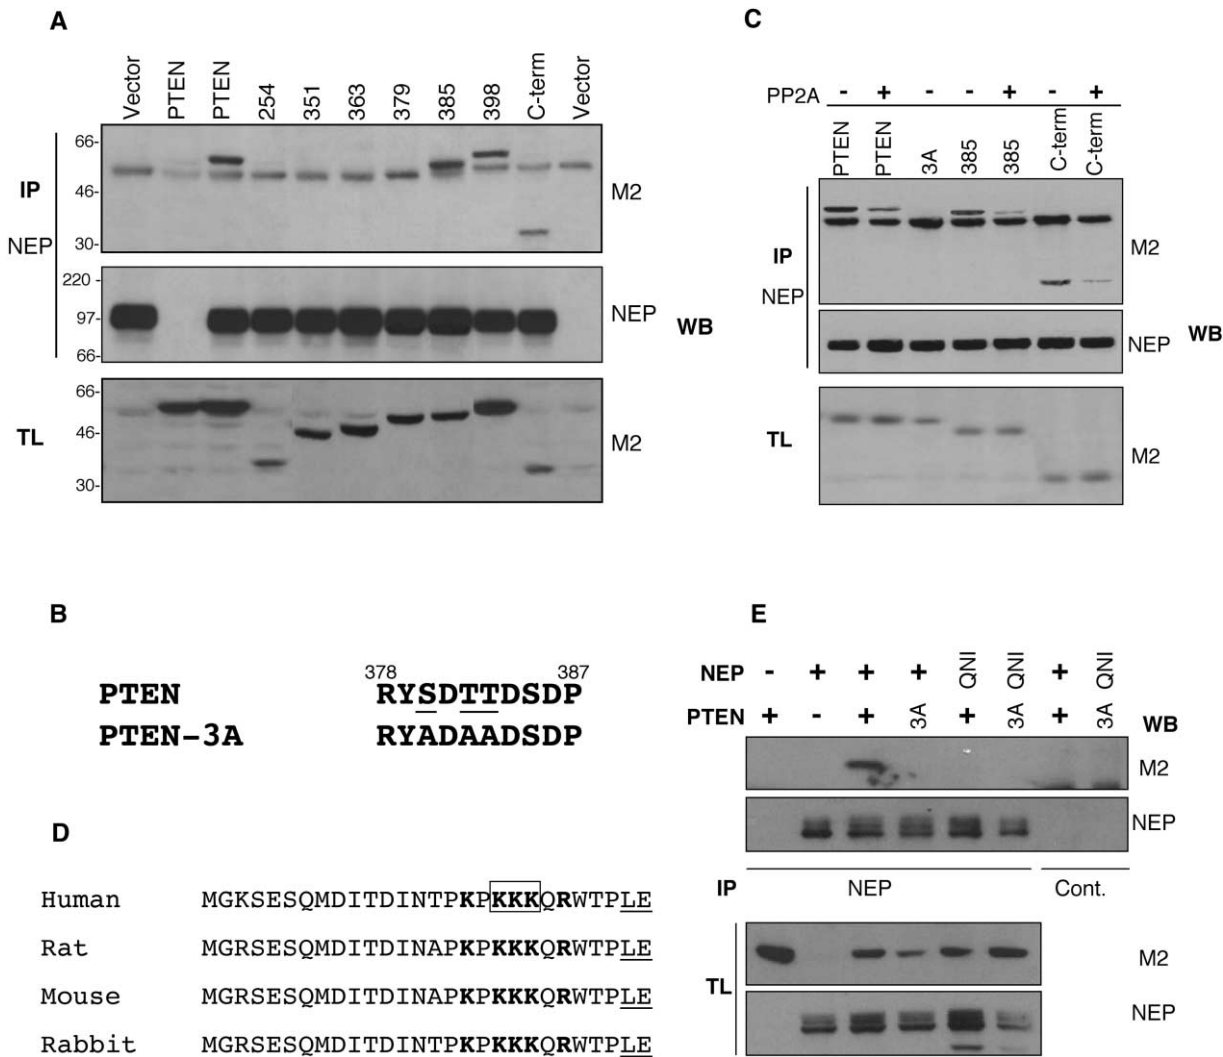 A
Vector PTEN PTEN 254 351 363 379 385 398 C-term Vector
66-
46-
30-
IP
NEP
M2
220-
97-
66-
NEP
WB
66-
46-
30-
TL
M2
C
PP2A - + - - + - +
PTEN PTEN 3A 385 385 C-term C-term
IP
NEP
M2
NEP
WB
TL
M2
B
378 387
PTEN RYSDTTDSDP
PTEN-3A RYADAADSDP
D
Human MGKSESQMDITDINTPKPKKKQRWTPLE
Rat MGRSESQMDITDINAPKPKKKQRWTPLE
Mouse MGRSESQMDITDINAPKPKKKQRWTPLE
Rabbit MGRSESQMDITDINTPKPKKKQRWTPLE
E
NEP - + + + QNI QNI + QNI
PTEN + - + 3A + 3A + 3A
WB
M2
NEP
IP NEP Cont.
TL
M2
NEP